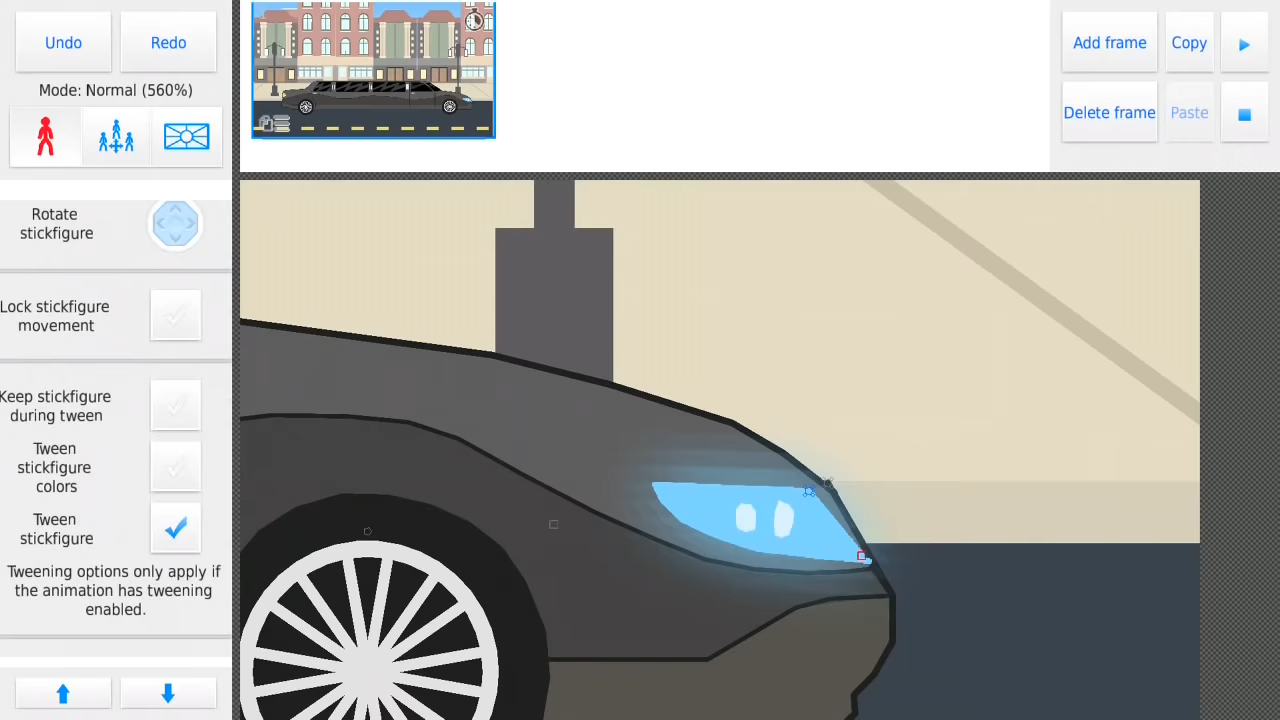 Undo
Redo
Mode: Normal (560%)
Rotate
stickfigure
Lock stickfigure
movement
Keep stickfigure
during tween
Tween
stickfigure
colors
Tween
stickfigure
Tweening options only apply if
the animation has tweening
enabled.
Add frame
Copy
Delete frame
Paste